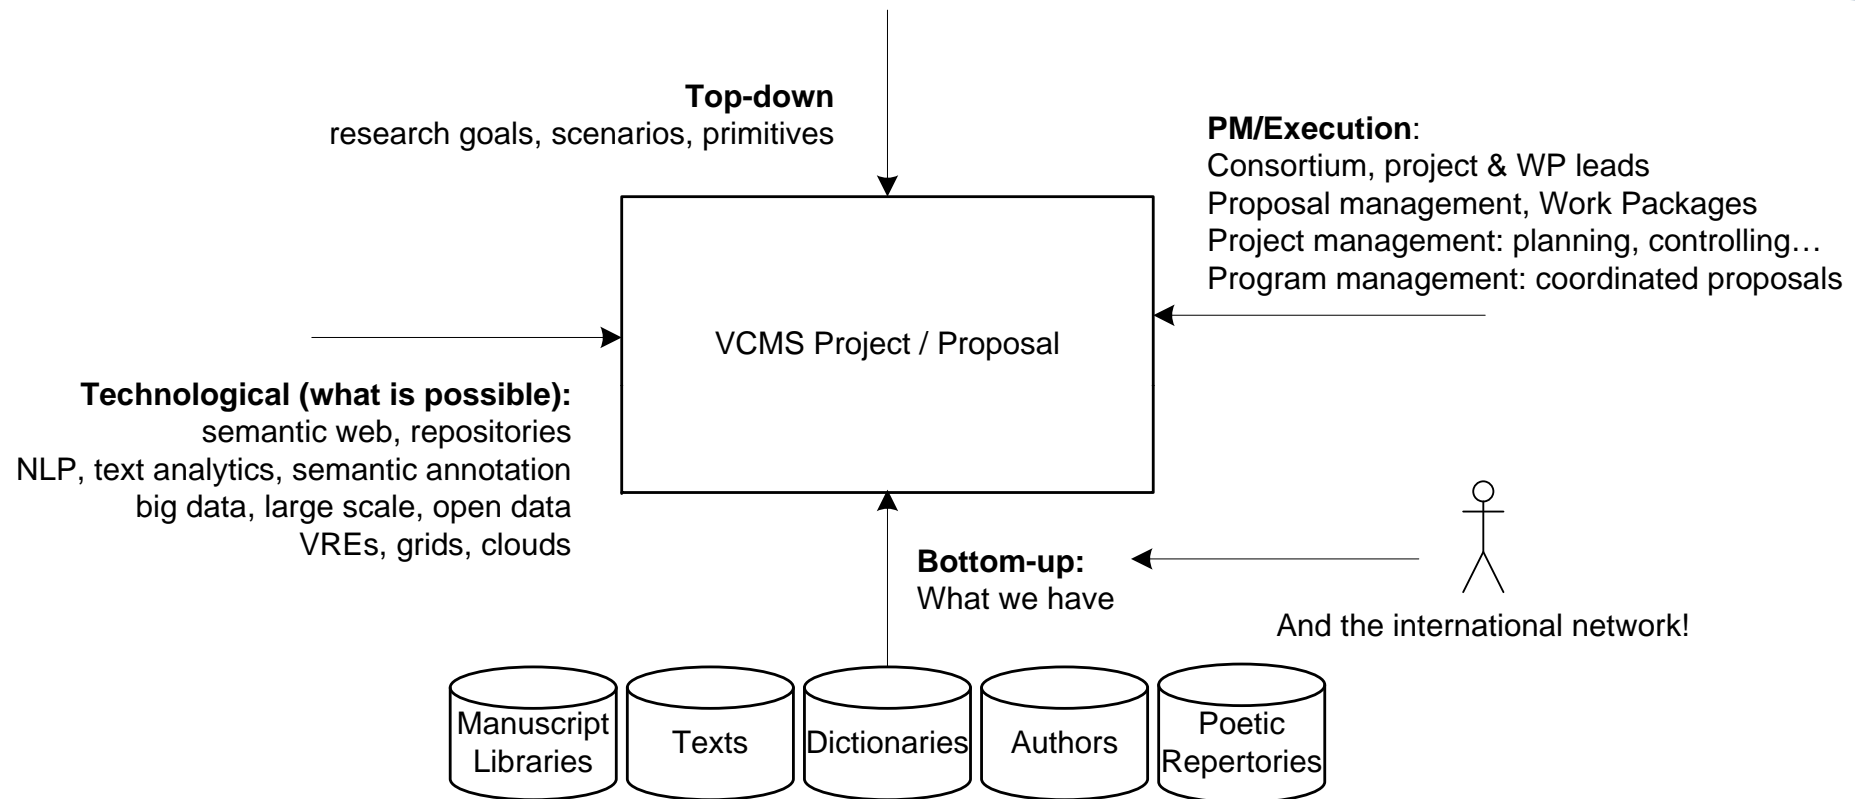 Top-down
research goals, scenarios, primitives
PM/Execution:
Consortium, project & WP leads
Proposal management, Work Packages
Project management: planning, controlling…
Program management: coordinated proposals
VCMS Project / Proposal
Technological (what is possible):
semantic web, repositories
NLP, text analytics, semantic annotation
big data, large scale, open data
VREs, grids, clouds
Bottom-up:
What we have
And the international network!
Manuscript
Libraries
Texts
Dictionaries
Authors
Poetic
Repertories